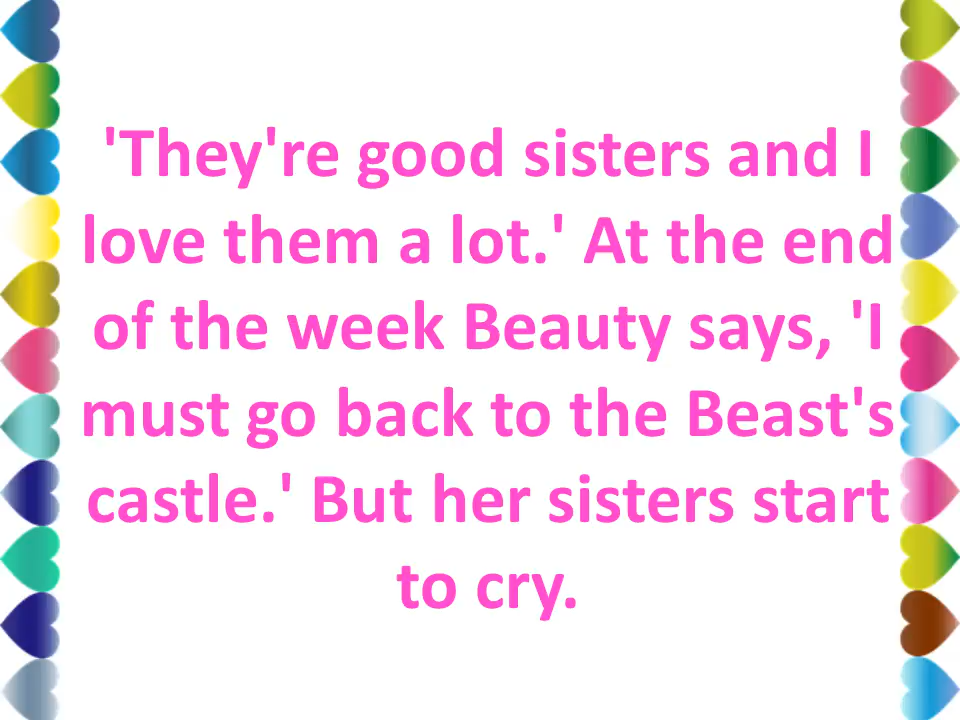 'They're good sisters and I
love them a lot.' At the end
of the week Beauty says, 'I
must go back to the Beast's
castle.' But her sisters start
to cry.